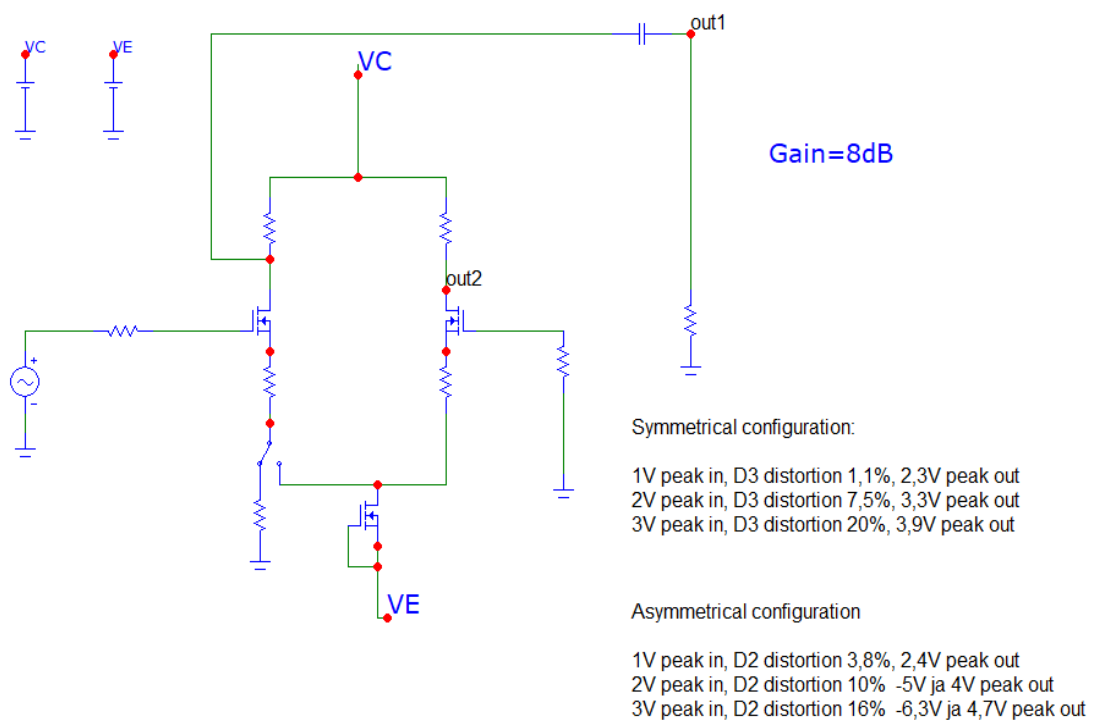 out1
VC
VE
VC
Gain=8dB
out2
+
-
Symmetrical configuration:
1V peak in, D3 distortion 1,1%, 2,3V peak out
2V peak in, D3 distortion 7,5%, 3,3V peak out
3V peak in, D3 distortion 20%, 3,9V peak out
VE
Asymmetrical configuration
1V peak in, D2 distortion 3,8%, 2,4V peak out
2V peak in, D2 distortion 10% -5V ja 4V peak out
3V peak in, D2 distortion 16% -6,3V ja 4,7V peak out